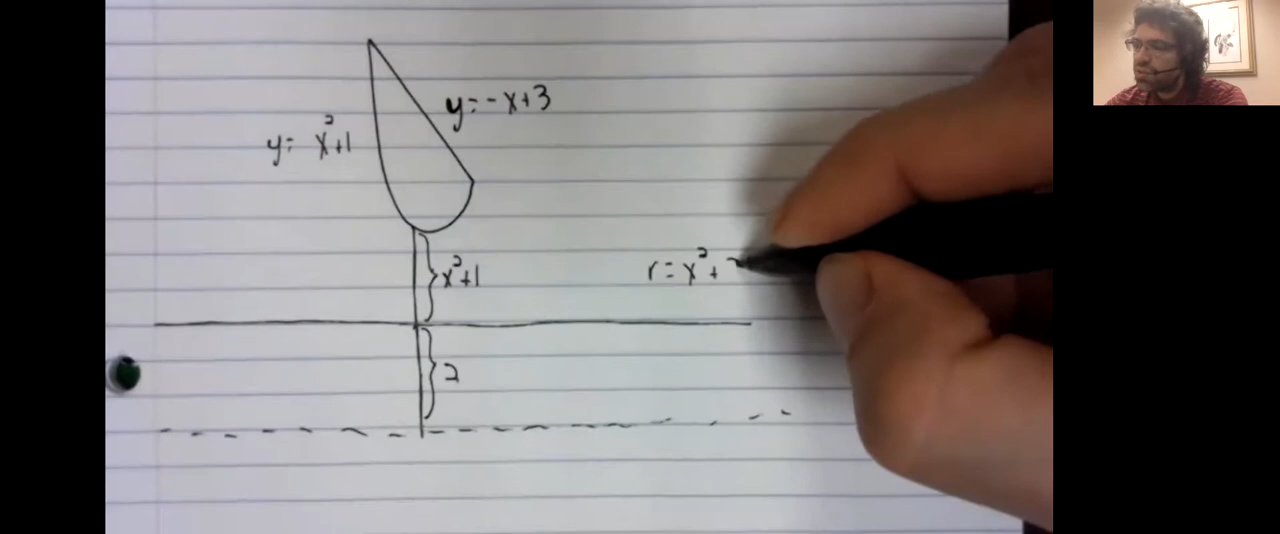 y = -x+3
y = x²+1
x²+1
r = x²+
2